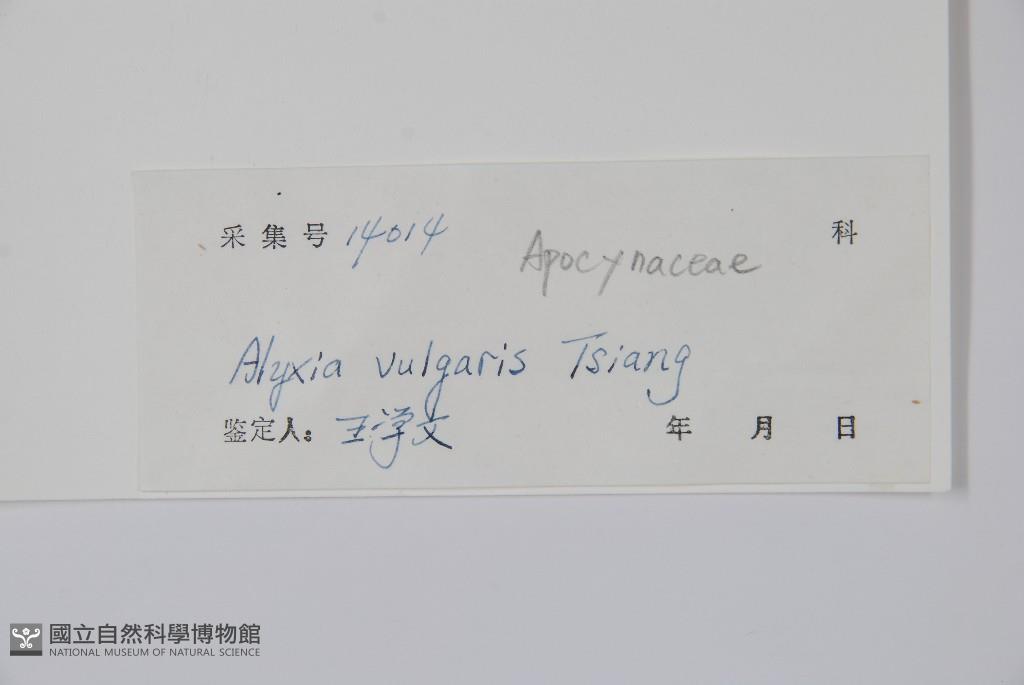 采集号 14014 Apocynaceae 科
Alyxia vulgaris Tsiang
鉴定人: 王学文 年 月 日
國立自然科學博物館
NATIONAL MUSEUM OF NATURAL SCIENCE